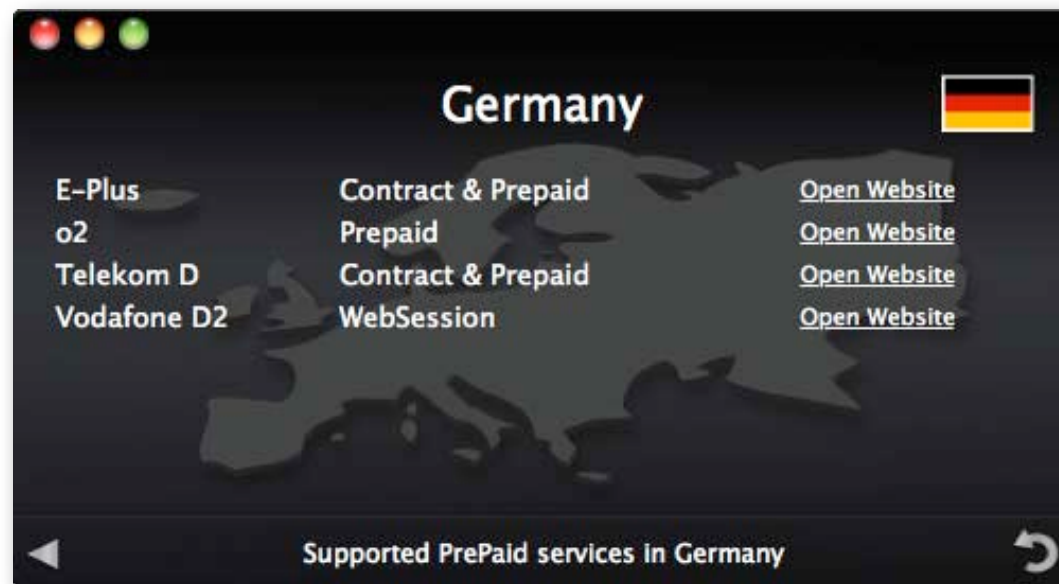 Germany
E-Plus Contract & Prepaid Open Website
o2 Prepaid Open Website
Telekom D Contract & Prepaid Open Website
Vodafone D2 WebSession Open Website
Supported PrePaid services in Germany